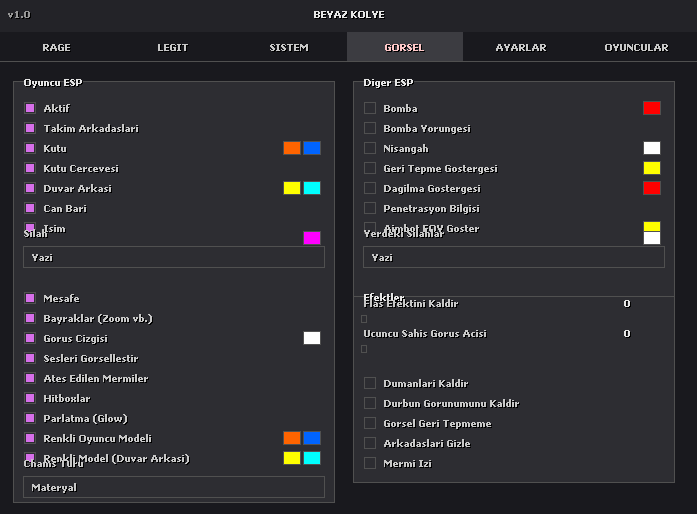 v1.0
BEYAZ KOLYE
RAGE
LEGIT
SISTEM
GORSEL
AYARLAR
OYUNCULAR
Oyuncu ESP
Aktif
Takim Arkadaslari
Kutu
Kutu Cercevesi
Duvar Arkasi
Can Bari
Isim
Silah
Yazi
Mesafe
Bayraklar (Zoom vb.)
Gorus Cizgisi
Sesleri Gorsellestir
Ates Edilen Mermiler
Hitboxlar
Parlatma (Glow)
Renkli Oyuncu Modeli
Renkli Model (Duvar Arkasi)
Chams Turu
Materyal
Diger ESP
Bomba
Bomba Yorungesi
Nisangah
Geri Tepme Gostergesi
Dagilma Gostergesi
Penetrasyon Bilgisi
Aimbot FOV Goster
Yerdeki Silahlar
Yazi
Efektler
Flas Efektini Kaldir 0
Ucuncu Sahis Gorus Acisi 0
Dumanlari Kaldir
Durbun Gorunumunu Kaldir
Gorsel Geri Tepmeme
Arkadaslari Gizle
Mermi Izi